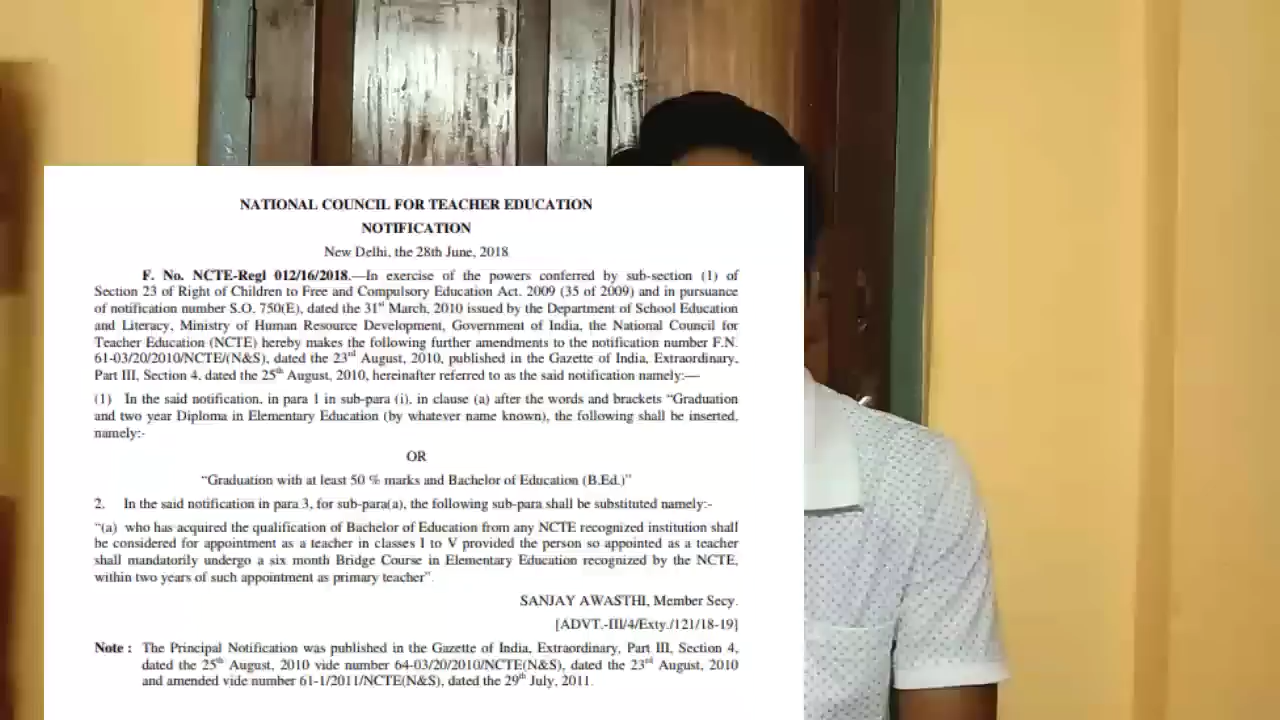 NATIONAL COUNCIL FOR TEACHER EDUCATION
NOTIFICATION
New Delhi, the 28th June, 2018
F. No. NCTE-Regl 012/16/2018.—In exercise of the powers conferred by sub-section (1) of
Section 23 of Right of Children to Free and Compulsory Education Act. 2009 (35 of 2009) and in pursuance
of notification number S.O. 750(E), dated the 31st March, 2010 issued by the Department of School Education
and Literacy, Ministry of Human Resource Development, Government of India, the National Council for
Teacher Education (NCTE) hereby makes the following further amendments to the notification number F.N.
61-03/20/2010/NCTE/(N&S), dated the 23rd August, 2010, published in the Gazette of India, Extraordinary,
Part III, Section 4, dated the 25th August, 2010, hereinafter referred to as the said notification namely:—
(1) In the said notification, in para 1 in sub-para (i), in clause (a) after the words and brackets “Graduation
and two year Diploma in Elementary Education (by whatever name known), the following shall be inserted,
namely:-
OR
“Graduation with at least 50 % marks and Bachelor of Education (B.Ed.)”
2. In the said notification in para 3, for sub-para(a), the following sub-para shall be substituted namely:-
“(a) who has acquired the qualification of Bachelor of Education from any NCTE recognized institution shall
be considered for appointment as a teacher in classes I to V provided the person so appointed as a teacher
shall mandatorily undergo a six month Bridge Course in Elementary Education recognized by the NCTE,
within two years of such appointment as primary teacher”.
SANJAY AWASTHI, Member Secy.
[ADVT.-III/4/Exty./121/18-19]
Note : The Principal Notification was published in the Gazette of India, Extraordinary, Part III, Section 4,
dated the 25th August, 2010 vide number 64-03/20/2010/NCTE(N&S), dated the 23rd August, 2010
and amended vide number 61-1/2011/NCTE(N&S), dated the 29th July, 2011.